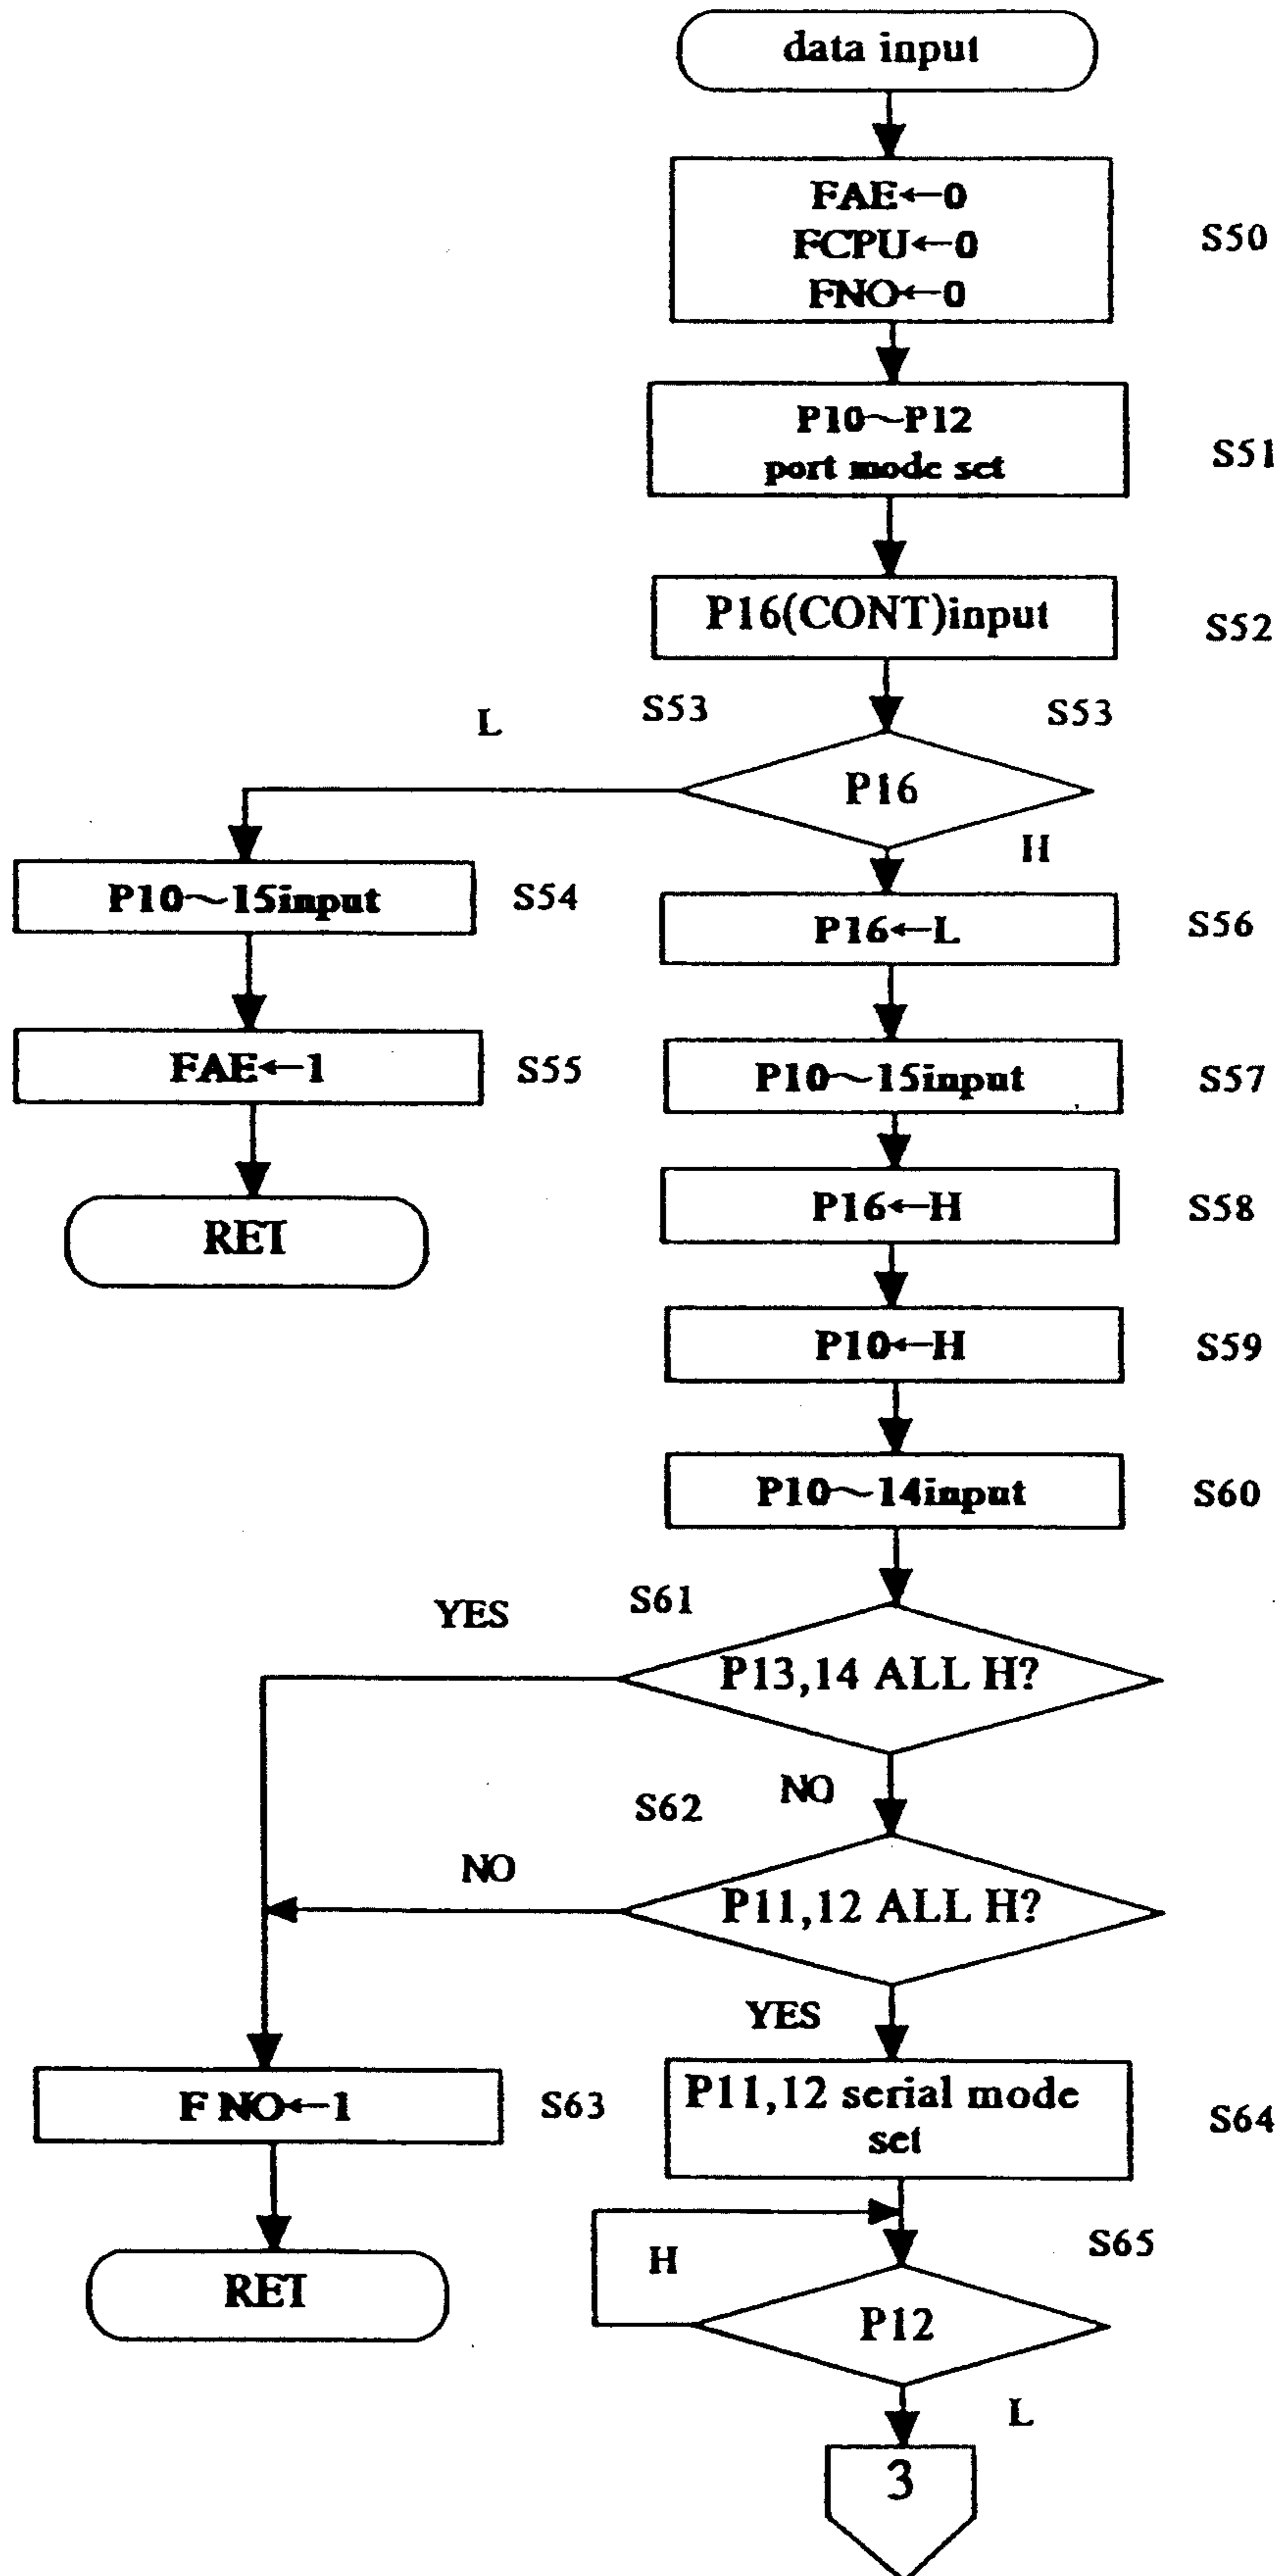 data input
FAE←0
FCPU←0
FNO←0
S50
P10~P12
port mode set
S51
P16(CONT)input
S52
L
S53
S53
P16
H
P10~15input
S54
P16←L
S56
FAE←1
S55
P10~15input
S57
RET
P16←H
S58
P10←H
S59
P10~14input
S60
YES
S61
P13,14 ALL H?
NO
S62
NO
P11,12 ALL H?
YES
F NO←1
S63
P11,12 serial mode
set
S64
RET
H
S65
P12
L
3